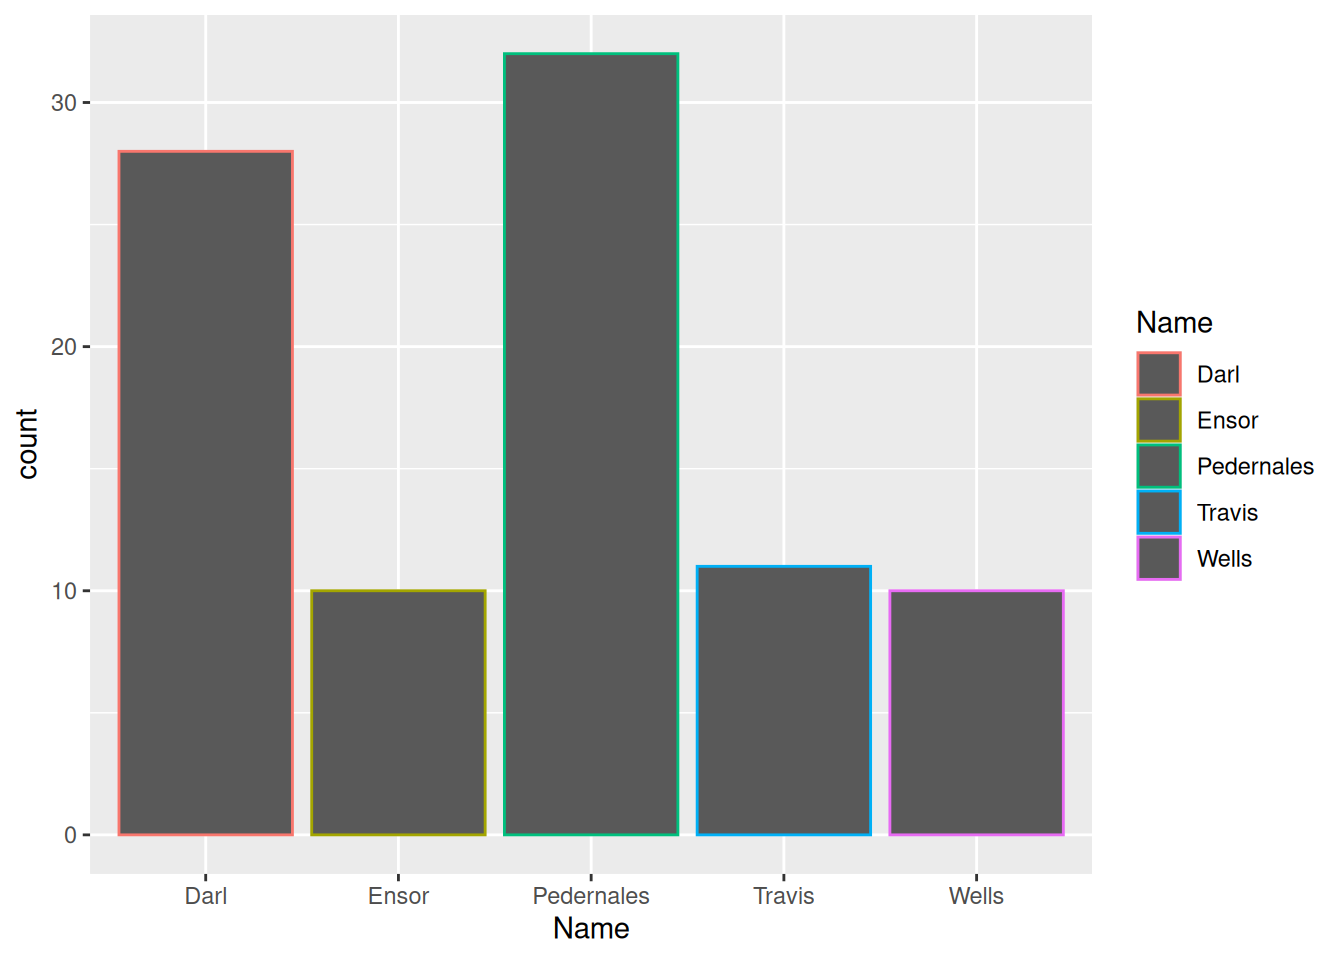 30
20
10
0
count
Darl
Ensor
Pedernales
Travis
Wells
Name
Name
Darl
Ensor
Pedernales
Travis
Wells